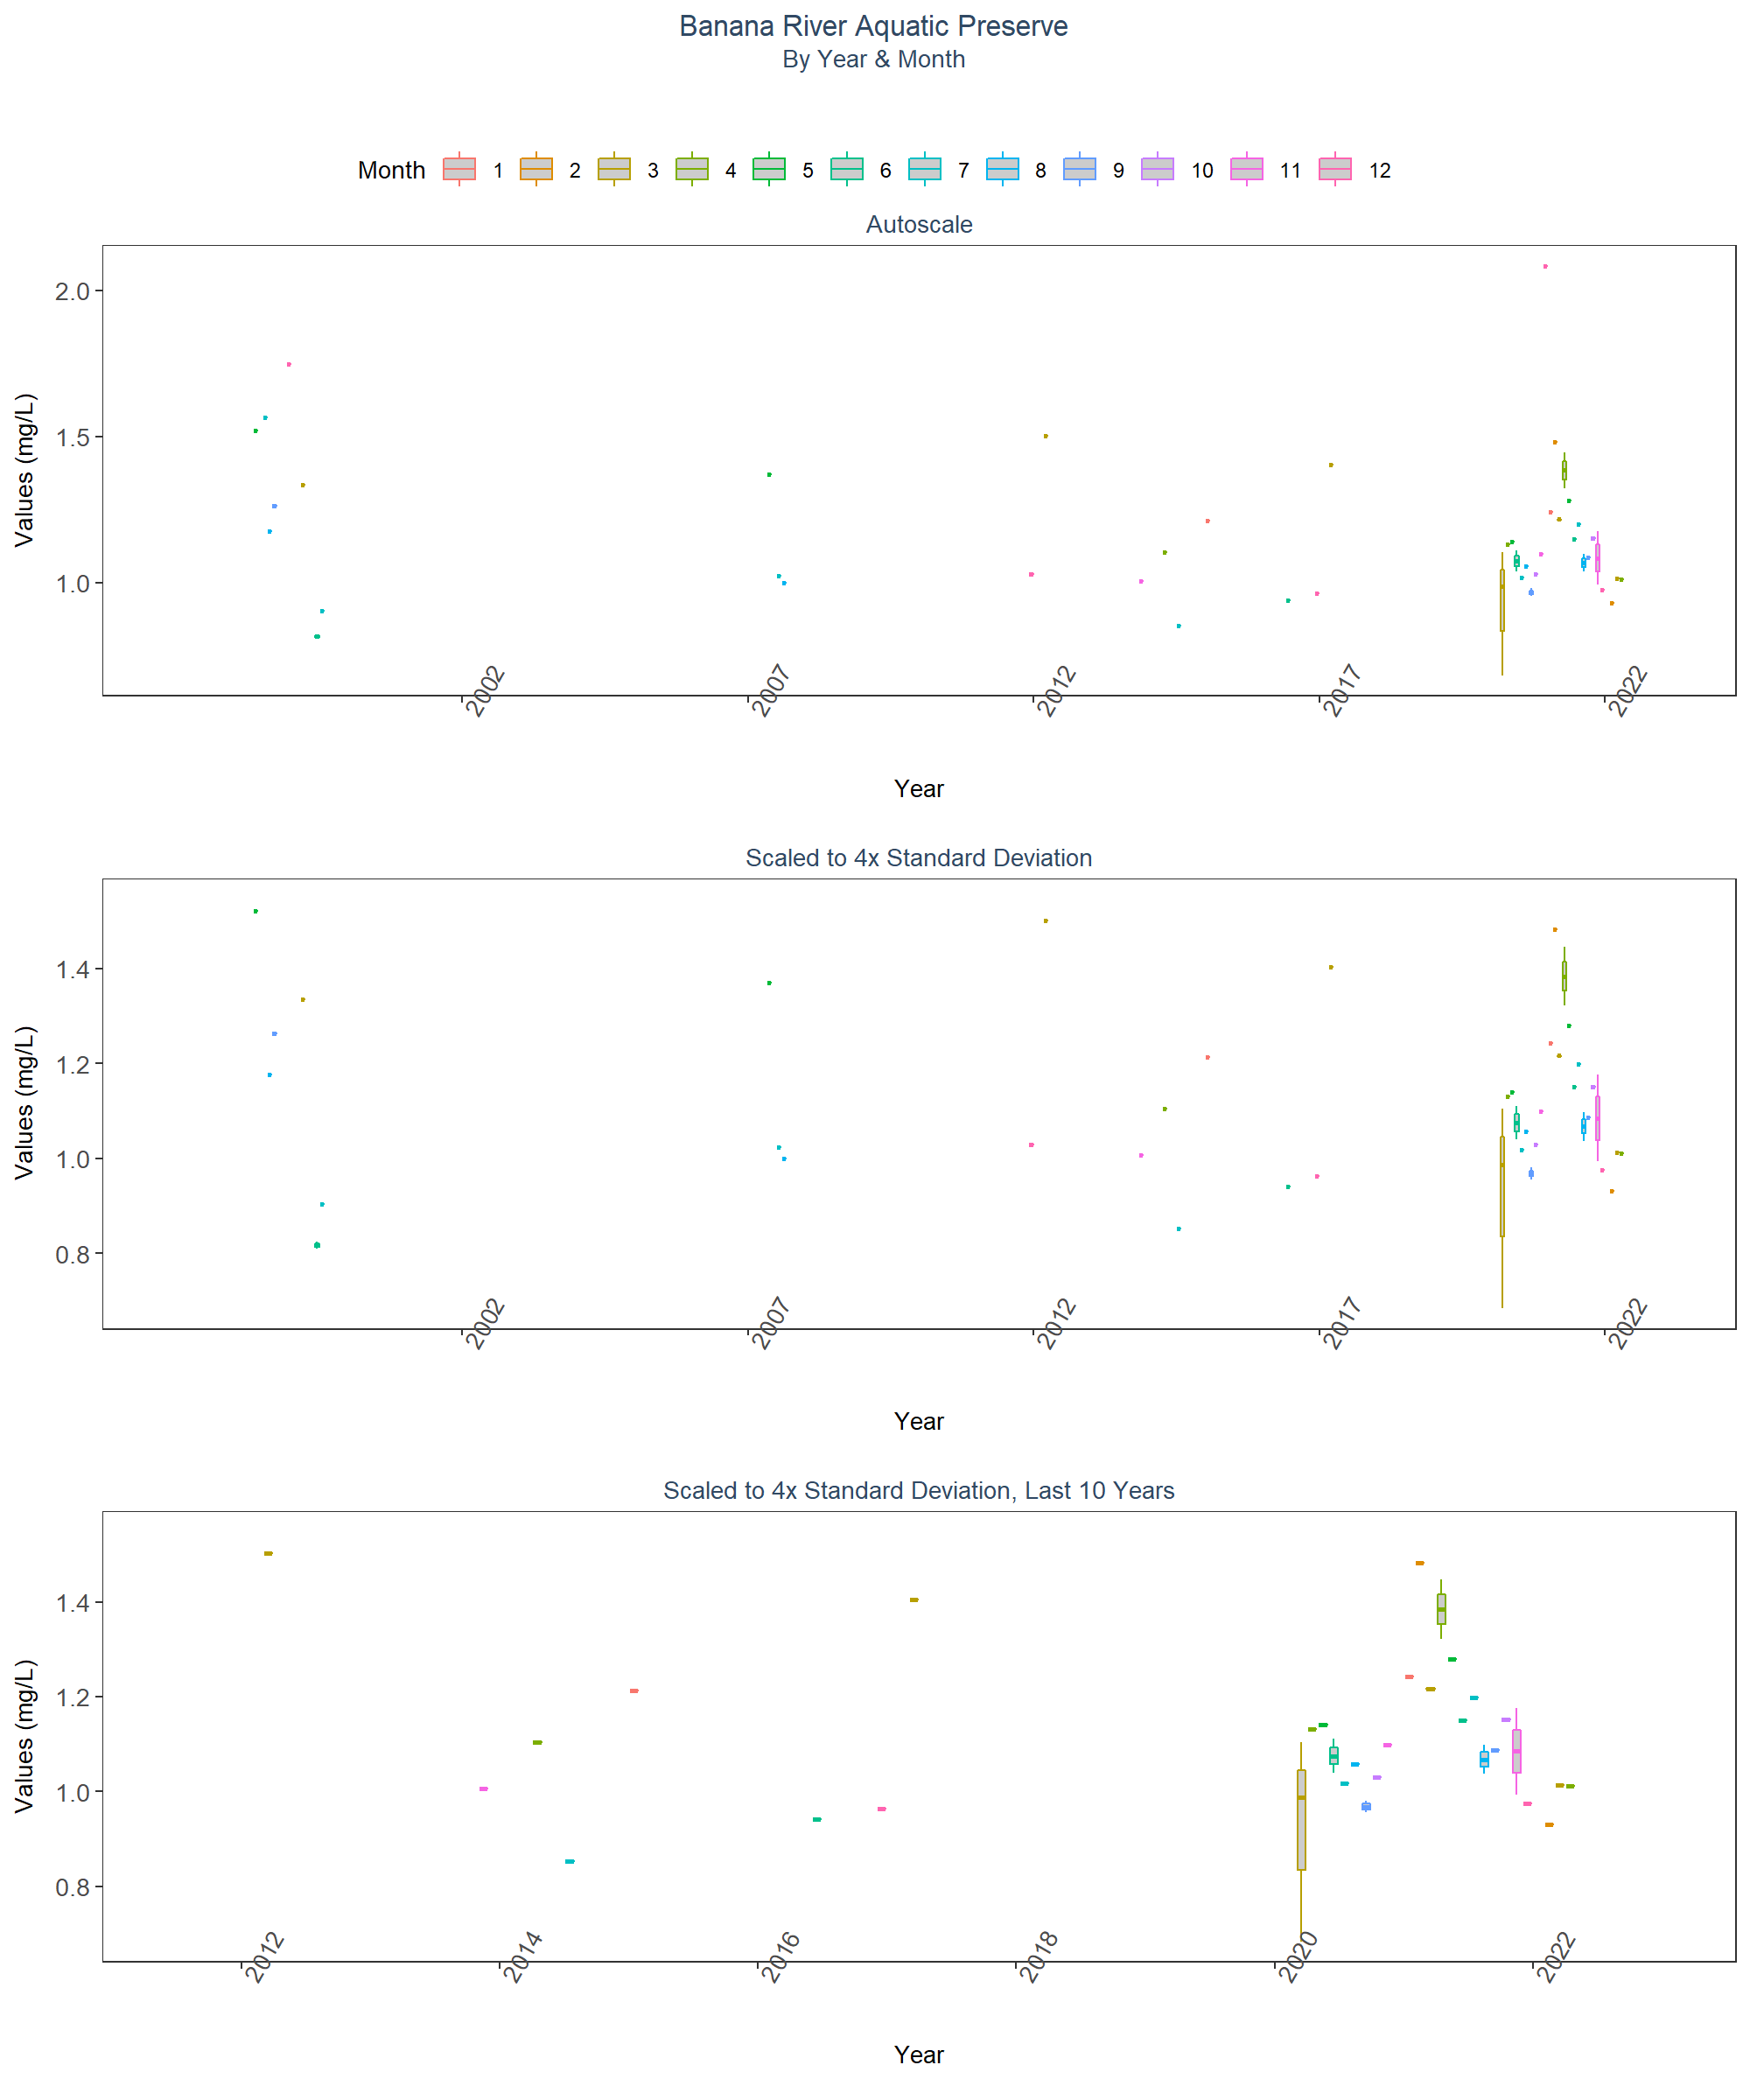 Banana River Aquatic Preserve
By Year & Month
Month 1 2 3 4 5 6 7 8 9 10 11 12
Autoscale
Values (mg/L)
2.0
1.5
1.0
2002 2007 2012 2017 2022
Year
Scaled to 4x Standard Deviation
Values (mg/L)
1.4
1.2
1.0
0.8
2002 2007 2012 2017 2022
Year
Scaled to 4x Standard Deviation, Last 10 Years
Values (mg/L)
1.4
1.2
1.0
0.8
2012 2014 2016 2018 2020 2022
Year